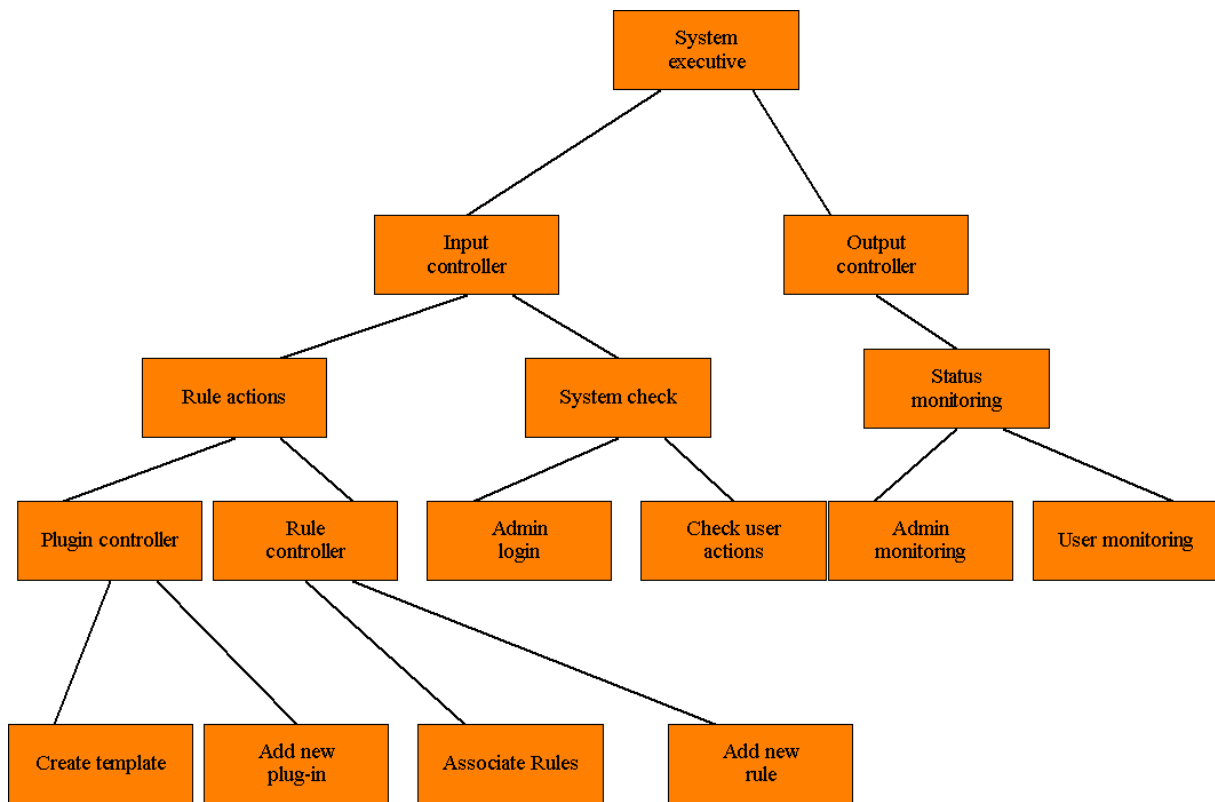 System
executive
Input
controller
Output
controller
Rule actions
System check
Status
monitoring
Plugin controller
Rule
controller
Admin
login
Check user
actions
Admin
monitoring
User monitoring
Create template
Add new
plug-in
Associate Rules
Add new
rule